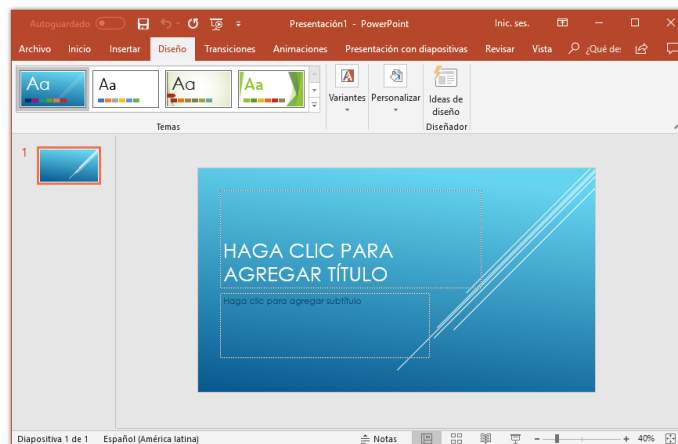 Autoguardado
Presentación1 - PowerPoint
Inic. ses.
Archivo Inicio Insertar Diseño Transiciones Animaciones Presentación con diapositivas Revisar Vista ¿Qué de
Aa Aa Aa Aa
Variantes Personalizar Ideas de
diseño
Temas Diseñador
1
HAGA CLIC PARA
AGREGAR TÍTULO
Haga clic para agregar subtítulo
Diapositiva 1 de 1 Español (América latina) Notas 40%